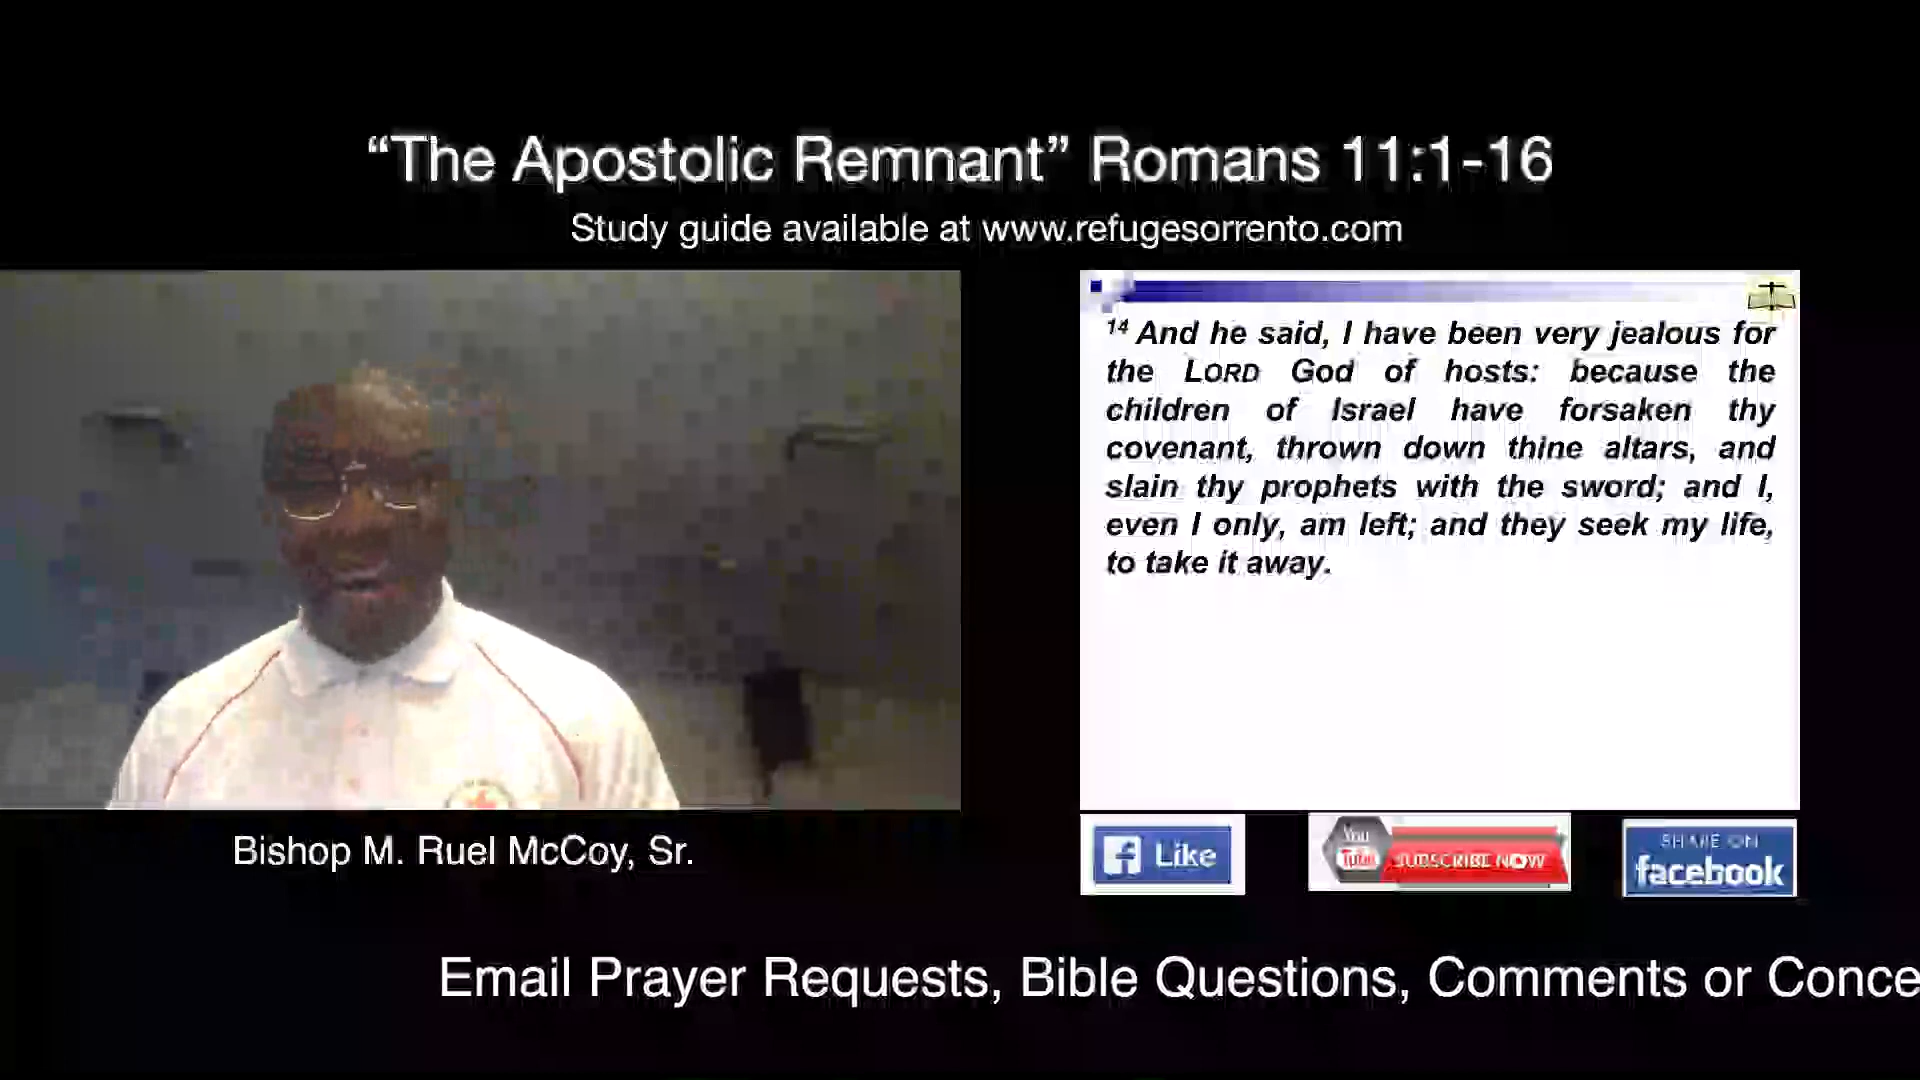 “The Apostolic Remnant” Romans 11:1-16
Study guide available at www.refugesorrento.com
14 And he said, I have been very jealous for
the LORD God of hosts: because the
children of Israel have forsaken thy
covenant, thrown down thine altars, and
slain thy prophets with the sword; and I,
even I only, am left; and they seek my life,
to take it away.
Bishop M. Ruel McCoy, Sr.
Like
You
Tube
SUBSCRIBE NOW
SHARE ON
facebook
Email Prayer Requests, Bible Questions, Comments or Conce